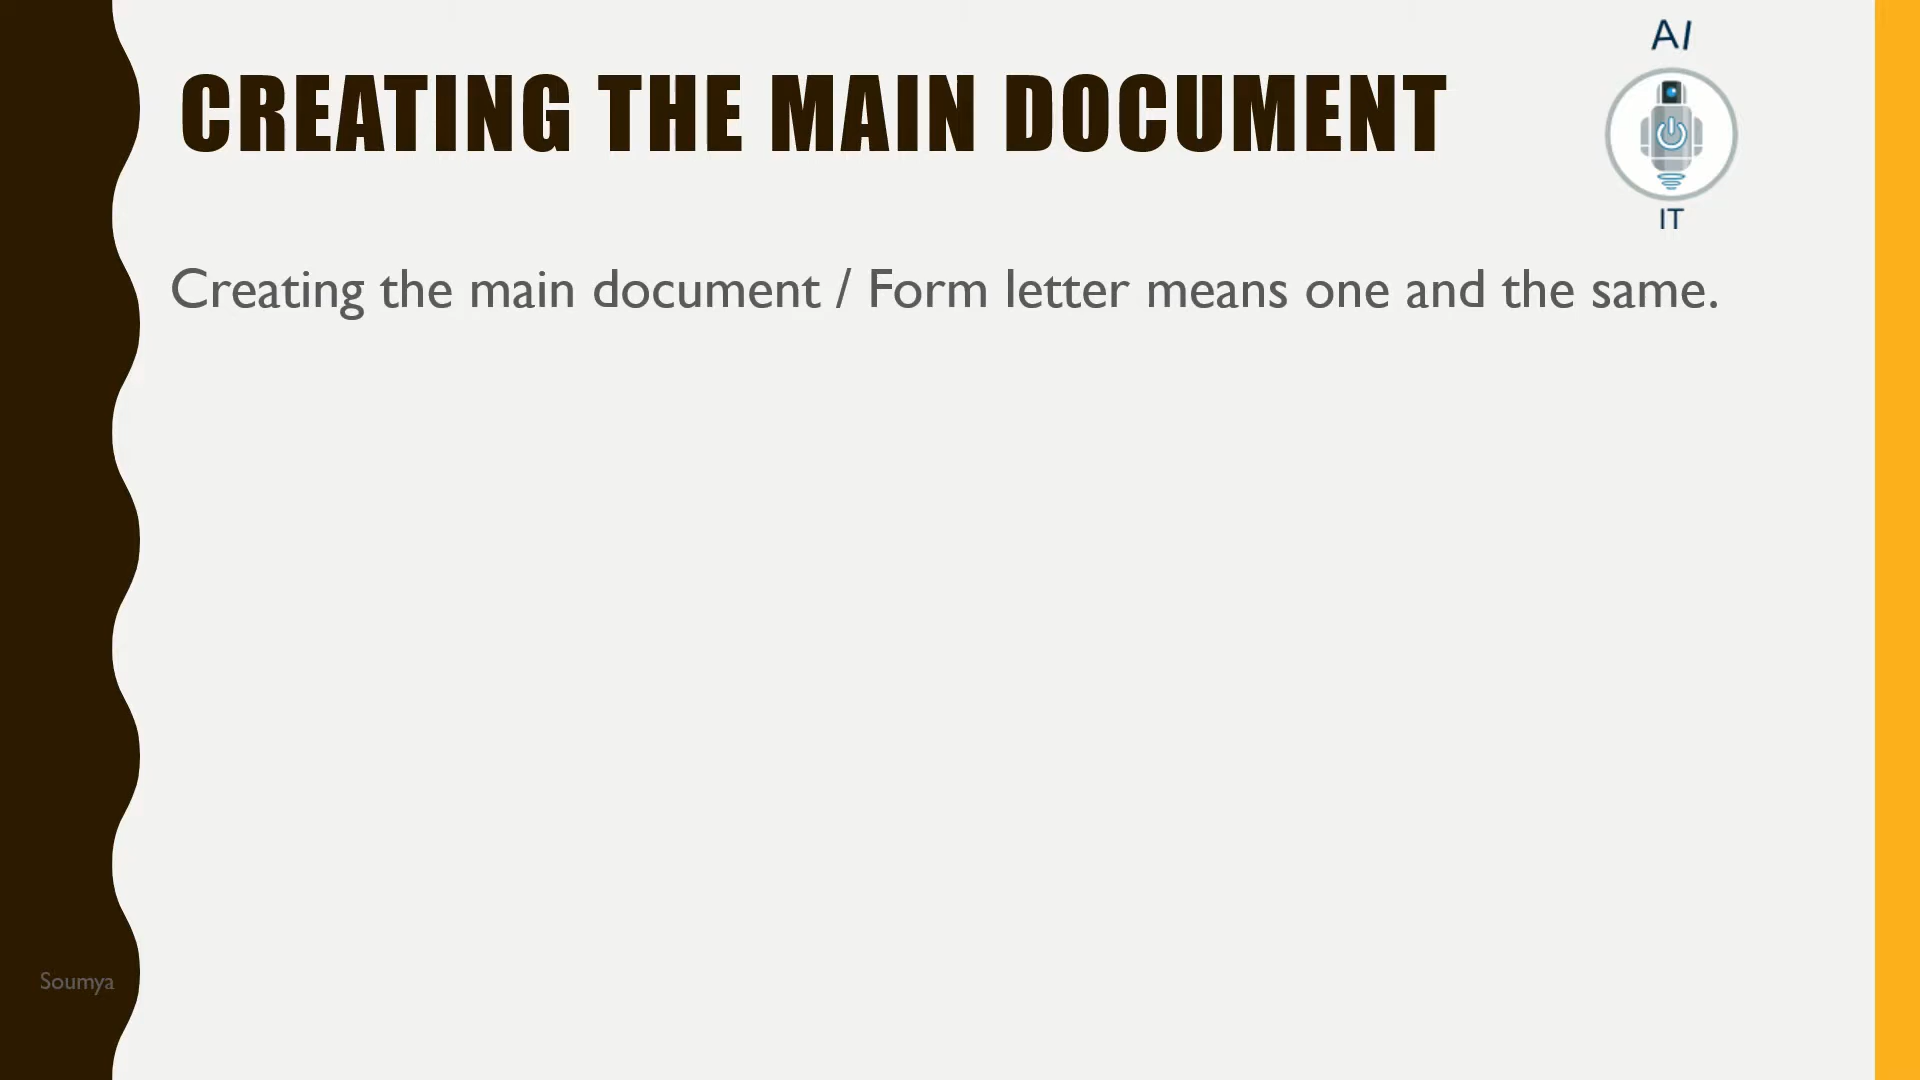 AI
CREATING THE MAIN DOCUMENT
IT
Creating the main document / Form letter means one and the same.
Soumya